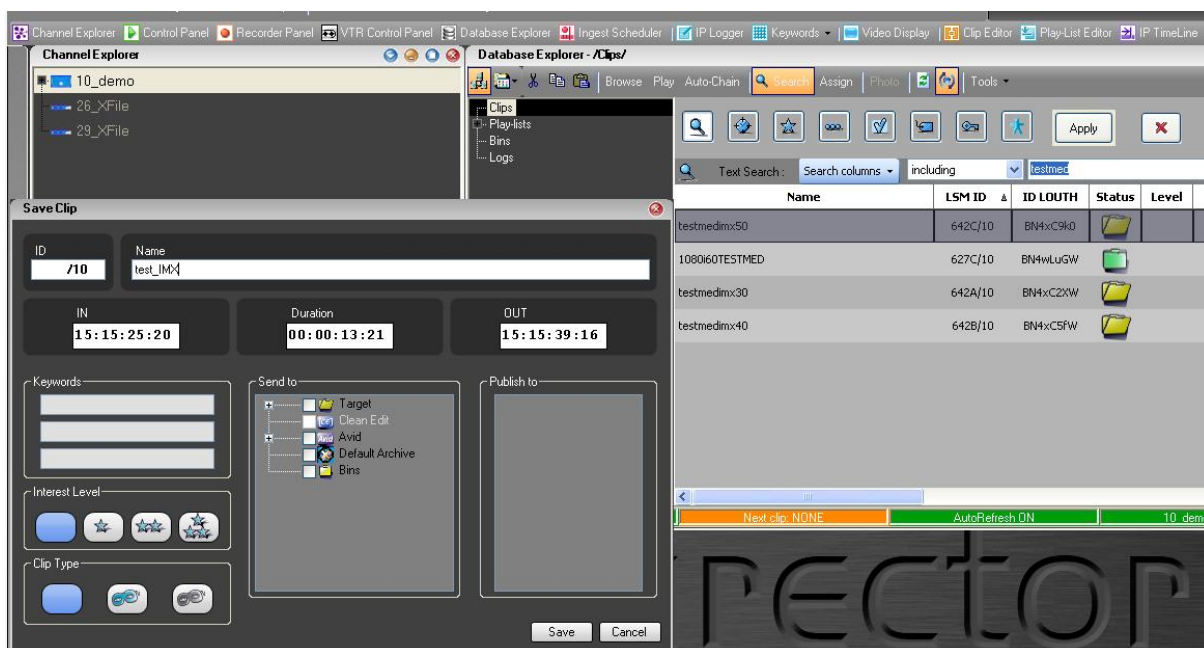 Channel Explorer Control Panel Recorder Panel VTR Control Panel Database Explorer Ingest Scheduler IP Logger Keywords Video Display Clip Editor Play-List Editor IP TimeLine
Channel Explorer
10_demo
26_XFile
29_XFile
Database Explorer - /Clips/
Browse Play Auto-Chain Search Assign Photo Tools
Clips
Play-lists
Bins
Logs
Apply
Text Search : Search columns including testmed
Name LSM ID ID LOUTH Status Level
testmedimx50 642C/10 BN4xC9k0
1080i60TESTMED 627C/10 BN4wLuGW
testmedimx30 642A/10 BN4xC2XW
testmedimx40 642B/10 BN4xC5fW
Next clip: NONE AutoRefresh ON 10 dem
rector
Save Clip
ID Name
/10 test_IMX
IN Duration OUT
15:15:25:20 00:00:13:21 15:15:39:16
Keywords
Send to
Target
Clean Edit
Avid
Default Archive
Bins
Publish to
Interest Level
Clip Type
Save Cancel